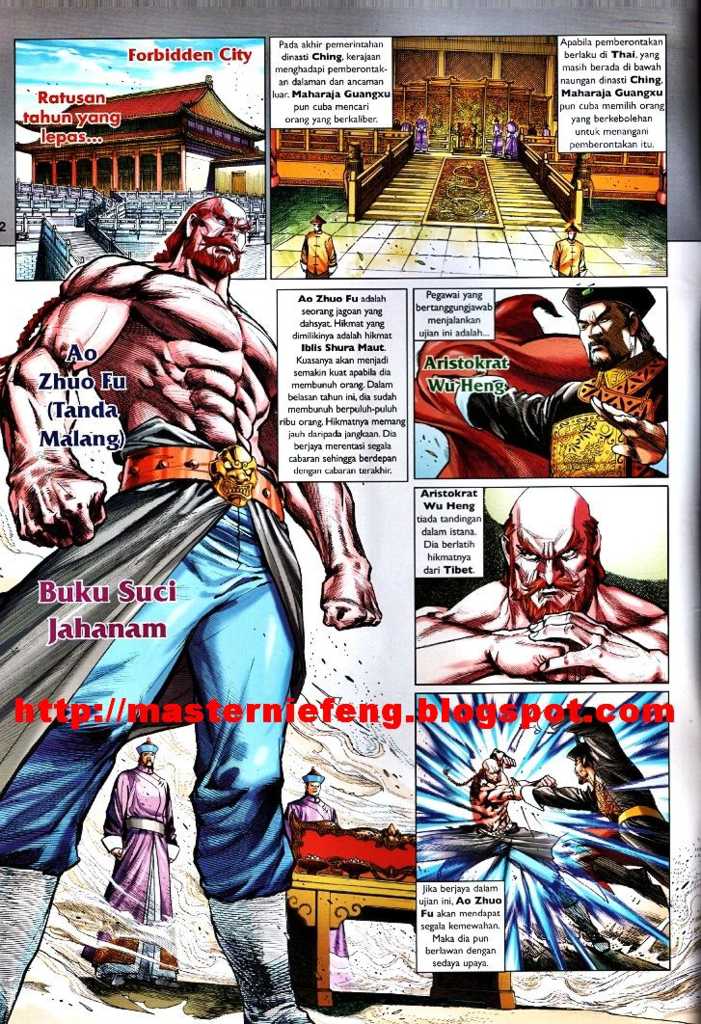 Forbidden City
Ratusan
tahun yang
lepas...
Pada akhir pemerintahan
dinasti Ching, kerajaan
menghadapi pemberontak-
an dalaman dan ancaman
luar. Maharaja Guangxu
pun cuba mencari
orang yang berkaliber.
Apabila pemberontakan
berlaku di Thai, yang
masih berada di bawah
naungan dinasti Ching,
Maharaja Guangxu
pun cuba memilih orang
yang berkebolehan
untuk menangani
pemberontakan itu.
2
Ao
Zhuo Fu
(Tanda
Malang)
Ao Zhuo Fu adalah
seorang jagoan yang
dahsyat. Hikmat yang
dimilikinya adalah hikmat
Iblis Shura Maut.
Kuasanya akan menjadi
semakin kuat apabila dia
membunuh orang. Dalam
belasan tahun ini, dia sudah
membunuh berpuluh-puluh
ribu orang. Hikmatnya memang
jauh daripada jangkaan. Dia
berjaya merentasi segala
cabaran sehingga berdepan
dengan cabaran terakhir.
Pegawai yang
bertanggungjawab
menjalankan
ujian ini adalah...
Aristokrat
Wu Heng
Aristokrat
Wu Heng
tiada tandingan
dalam istana.
Dia berlatih
hikmatnya
dari Tibet.
Buku Suci
Jahanam
http://masterniefeng.blogspot.com
Jika berjaya dalam
ujian ini, Ao Zhuo
Fu akan mendapat
segala kemewahan.
Maka dia pun
berlawan dengan
sedaya upaya.